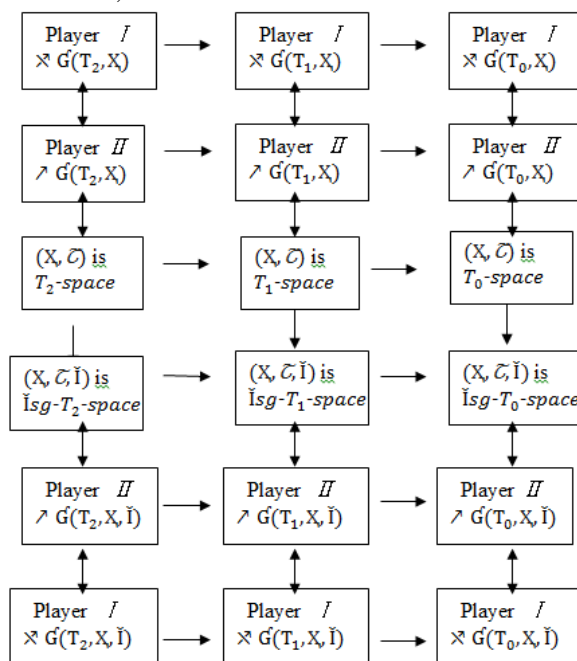 Player I
⤨ Ɠ(T₂, X)
Player I
⤨ Ɠ(T₁, X)
Player I
⤨ Ɠ(T₀, X)
Player II
↗ Ɠ(T₂, X)
Player II
↗ Ɠ(T₁, X)
Player II
↗ Ɠ(T₀, X)
(X, Ƭ) is
T₂-space
(X, Ƭ) is
T₁-space
(X, Ƭ) is
T₀-space
(X, Ƭ, Ĭ) is
Ĭsg-T₂-space
(X, Ƭ, Ĭ) is
Ĭsg-T₁-space
(X, Ƭ, Ĭ) is
Ĭsg-T₀-space
Player II
↗ Ɠ(T₂, X, Ĭ)
Player II
↗ Ɠ(T₁, X, Ĭ)
Player II
↗ Ɠ(T₀, X, Ĭ)
Player I
⤨ Ɠ(T₂, X, Ĭ)
Player I
⤨ Ɠ(T₁, X, Ĭ)
Player I
⤨ Ɠ(T₀, X, Ĭ)